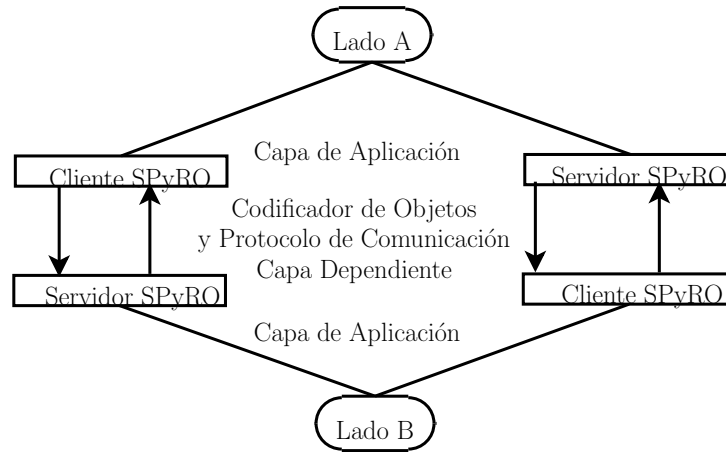 Lado A
Capa de Aplicación
Cliente SPyRO
Servidor SPyRO
Codificador de Objetos
y Protocolo de Comunicación
Capa Dependiente
Servidor SPyRO
Cliente SPyRO
Capa de Aplicación
Lado B